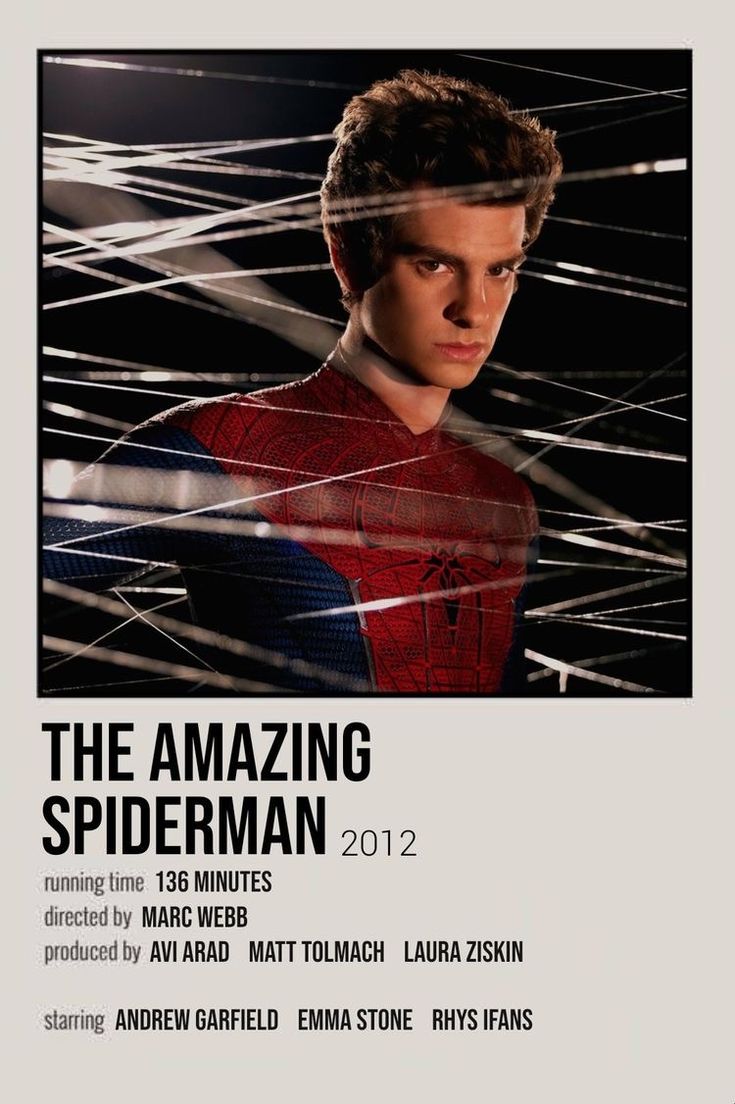 THE AMAZING
SPIDERMAN 2012
running time 136 MINUTES
directed by MARC WEBB
produced by AVI ARAD MATT TOLMACH LAURA ZISKIN
starring ANDREW GARFIELD EMMA STONE RHYS IFANS